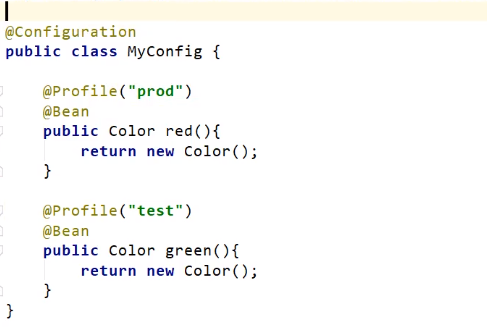 @Configuration
public class MyConfig {
@Profile("prod")
@Bean
public Color red(){
return new Color();
}
@Profile("test")
@Bean
public Color green(){
return new Color();
}
}